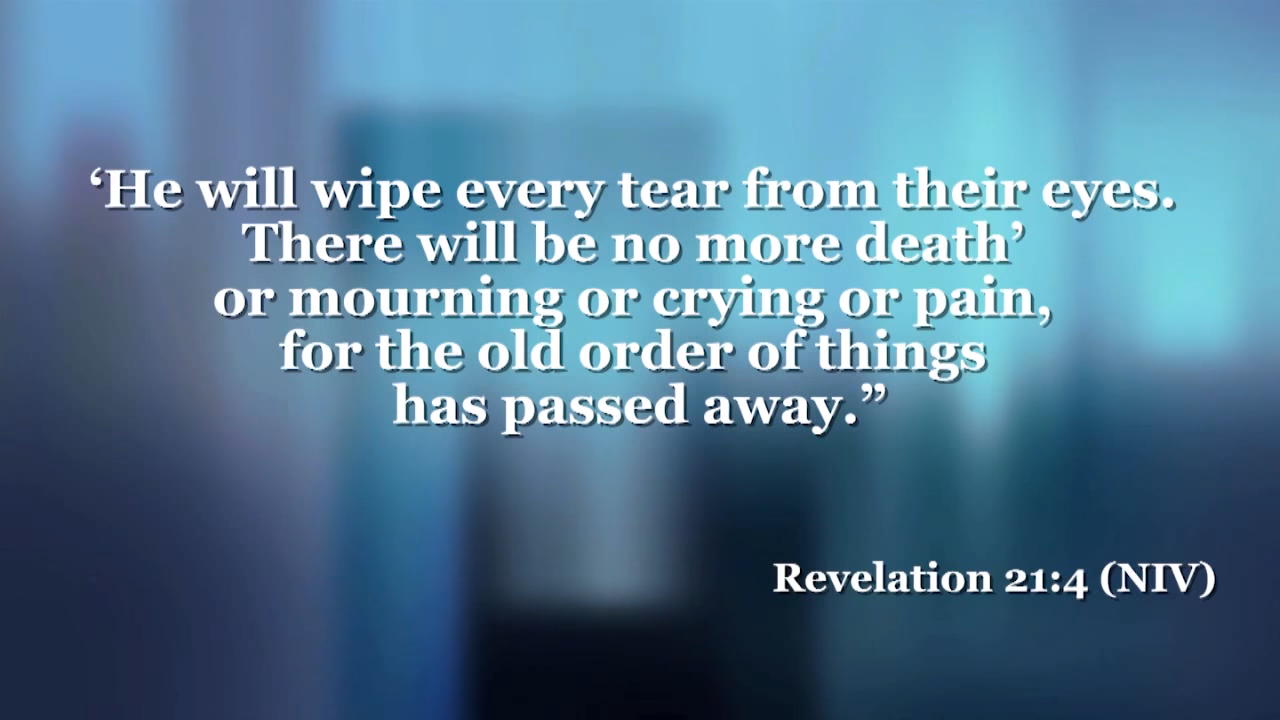 ‘He will wipe every tear from their eyes.
There will be no more death’
or mourning or crying or pain,
for the old order of things
has passed away.”
Revelation 21:4 (NIV)